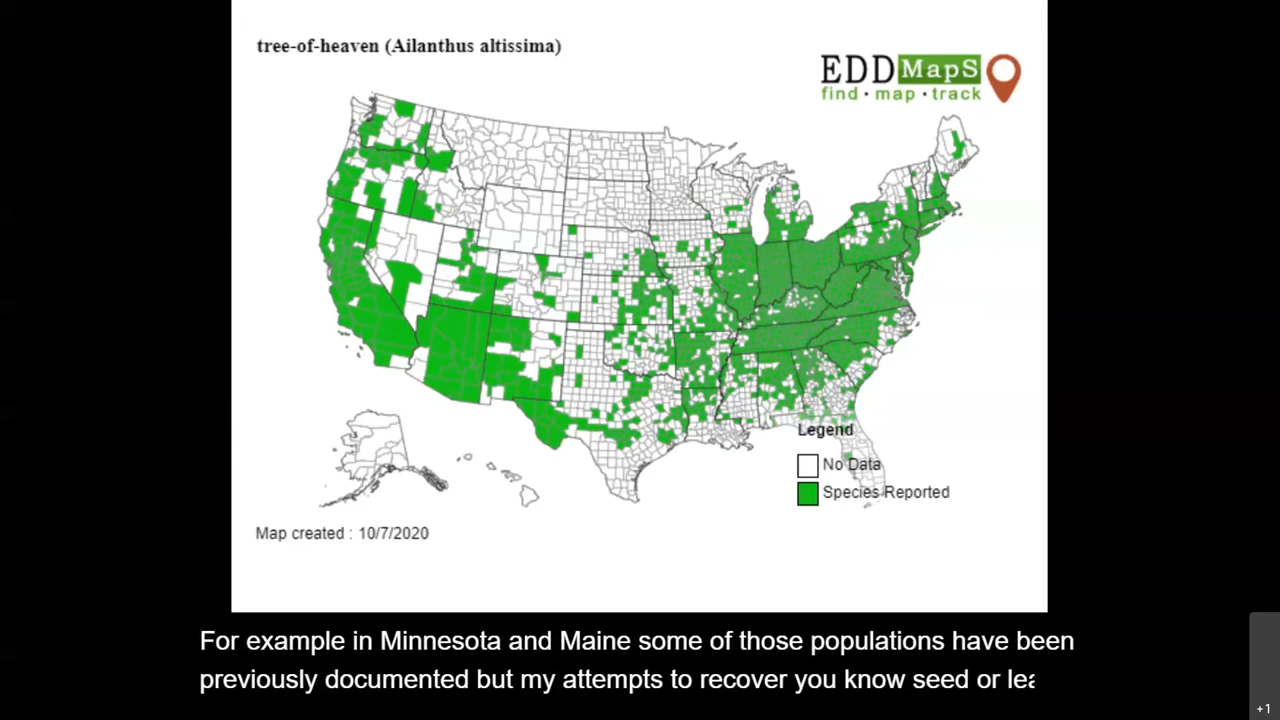 tree-of-heaven (Ailanthus altissima)
EDDMapS
find · map · track
Legend
No Data
Species Reported
Map created : 10/7/2020
For example in Minnesota and Maine some of those populations have been
previously documented but my attempts to recover you know seed or lea
+1